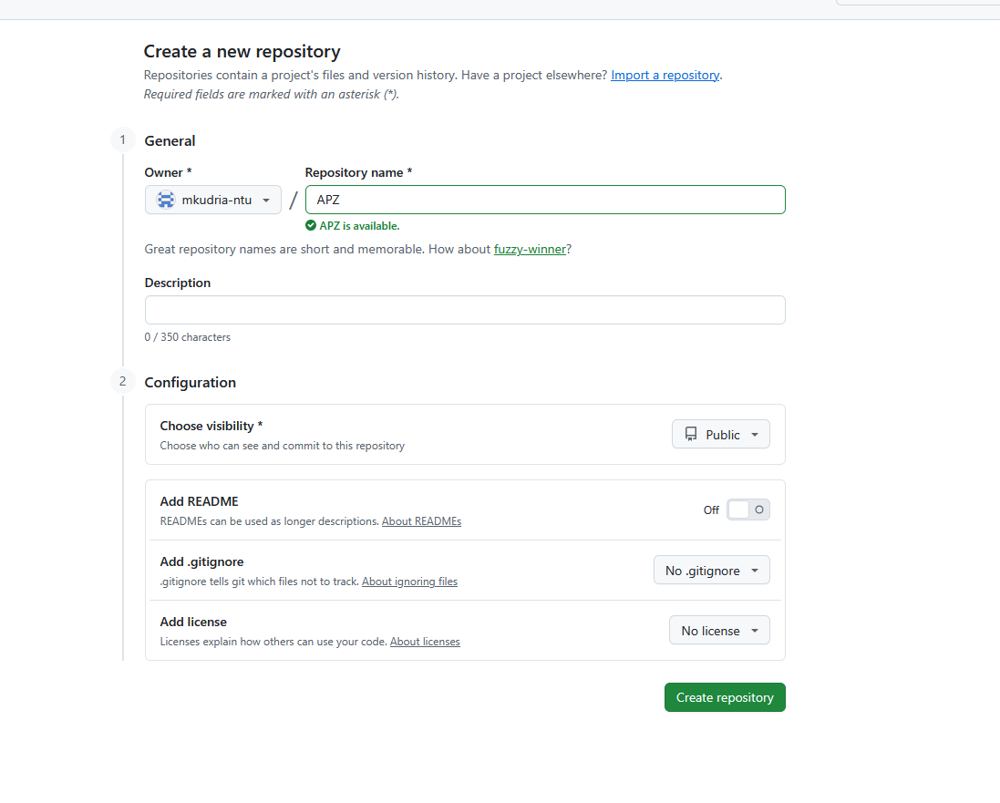 Create a new repository
Repositories contain a project's files and version history. Have a project elsewhere? Import a repository.
Required fields are marked with an asterisk (*).
1
General
Owner *
Repository name *
mkudria-ntu
/
APZ
APZ is available.
Great repository names are short and memorable. How about fuzzy-winner?
Description
0 / 350 characters
2
Configuration
Choose visibility *
Choose who can see and commit to this repository
Public
Add README
READMEs can be used as longer descriptions. About READMEs
Off
Add .gitignore
.gitignore tells git which files not to track. About ignoring files
No .gitignore
Add license
Licenses explain how others can use your code. About licenses
No license
Create repository